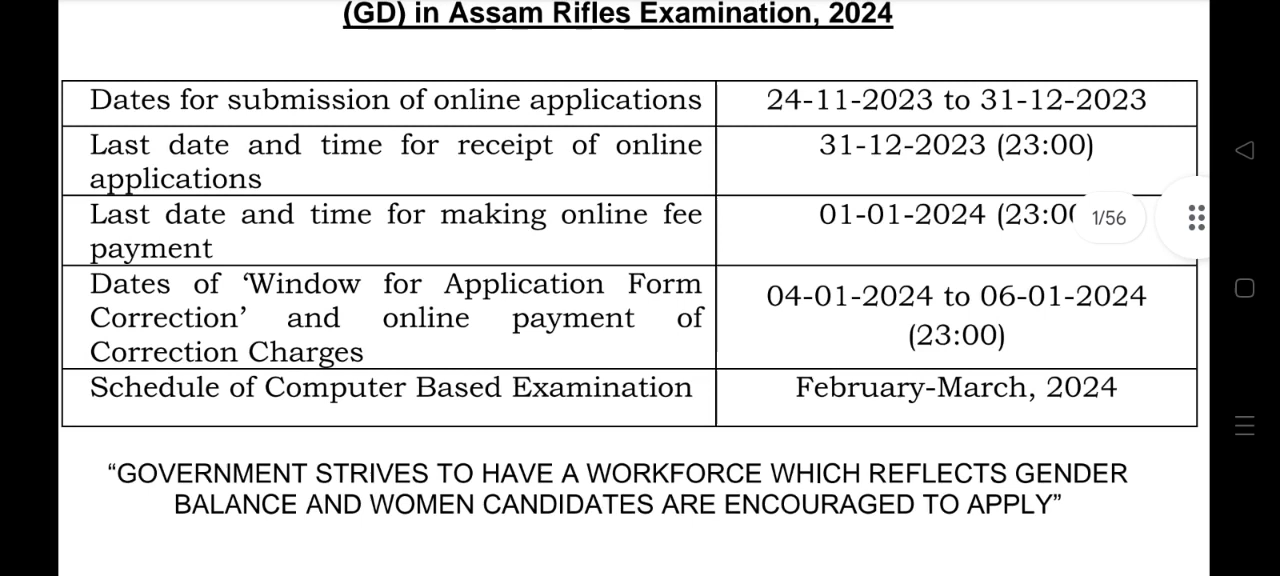 (GD) in Assam Rifles Examination, 2024
Dates for submission of online applications
24-11-2023 to 31-12-2023
Last date and time for receipt of online
applications
31-12-2023 (23:00)
Last date and time for making online fee
payment
01-01-2024 (23:00
1/56
Dates of ‘Window for Application Form
Correction’ and online payment of
Correction Charges
04-01-2024 to 06-01-2024
(23:00)
Schedule of Computer Based Examination
February-March, 2024
“GOVERNMENT STRIVES TO HAVE A WORKFORCE WHICH REFLECTS GENDER
BALANCE AND WOMEN CANDIDATES ARE ENCOURAGED TO APPLY”